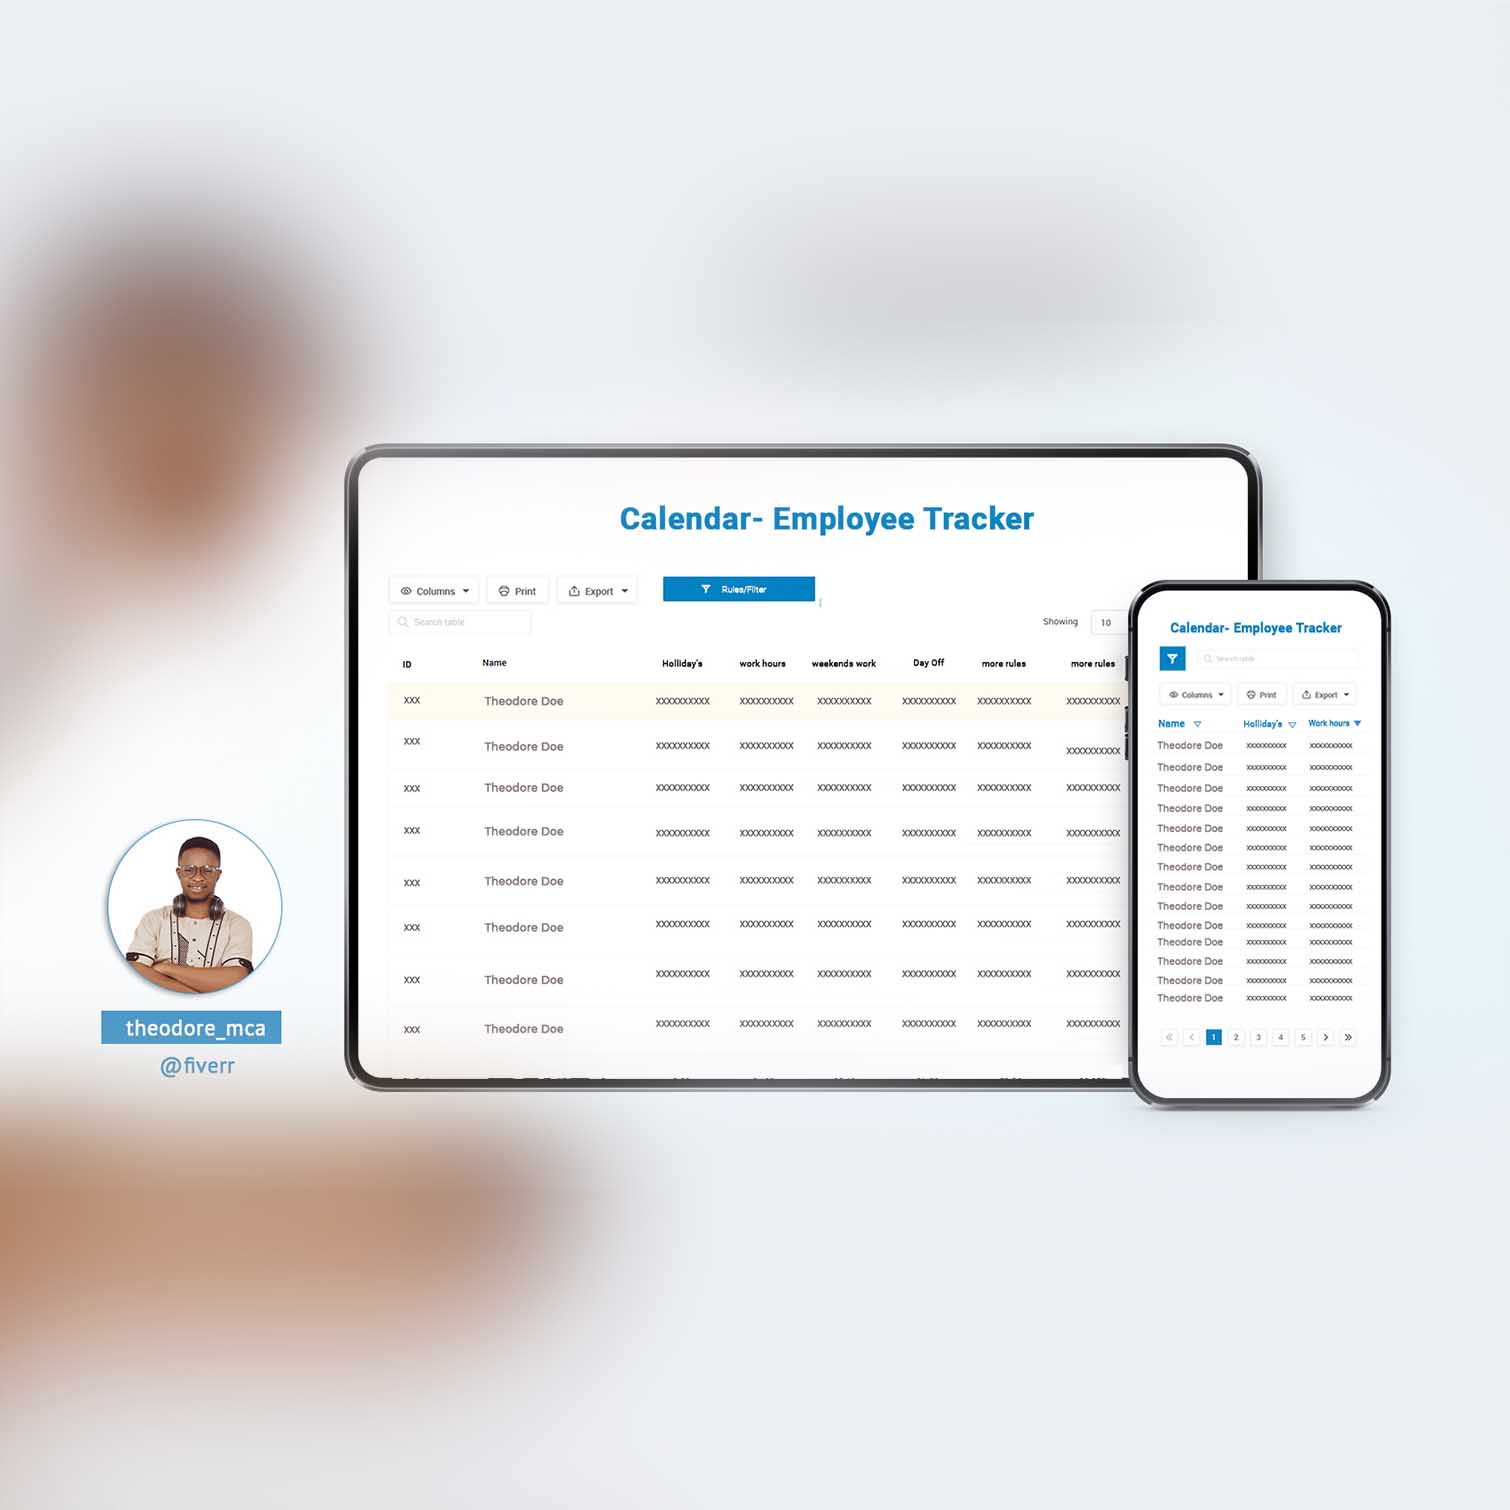 Calendar- Employee Tracker
Columns Print Export Rules/Filter
Search table
Showing 10
ID Name Holliday's work hours weekends work Day Off more rules more rules
xxx Theodore Doe xxxxxxxxxx xxxxxxxxxx xxxxxxxxxx xxxxxxxxxx xxxxxxxxxx xxxxxxxxxx
xxx Theodore Doe xxxxxxxxxx xxxxxxxxxx xxxxxxxxxx xxxxxxxxxx xxxxxxxxxx xxxxxxxxxx
xxx Theodore Doe xxxxxxxxxx xxxxxxxxxx xxxxxxxxxx xxxxxxxxxx xxxxxxxxxx xxxxxxxxxx
xxx Theodore Doe xxxxxxxxxx xxxxxxxxxx xxxxxxxxxx xxxxxxxxxx xxxxxxxxxx xxxxxxxxxx
xxx Theodore Doe xxxxxxxxxx xxxxxxxxxx xxxxxxxxxx xxxxxxxxxx xxxxxxxxxx xxxxxxxxxx
xxx Theodore Doe xxxxxxxxxx xxxxxxxxxx xxxxxxxxxx xxxxxxxxxx xxxxxxxxxx xxxxxxxxxx
xxx Theodore Doe xxxxxxxxxx xxxxxxxxxx xxxxxxxxxx xxxxxxxxxx xxxxxxxxxx xxxxxxxxxx
xxx Theodore Doe xxxxxxxxxx xxxxxxxxxx xxxxxxxxxx xxxxxxxxxx xxxxxxxxxx xxxxxxxxxx
Calendar- Employee Tracker
Search table
Columns Print Export
Name Holliday's Work hours
Theodore Doe xxxxxxxxxx xxxxxxxxxx
Theodore Doe xxxxxxxxxx xxxxxxxxxx
Theodore Doe xxxxxxxxxx xxxxxxxxxx
Theodore Doe xxxxxxxxxx xxxxxxxxxx
Theodore Doe xxxxxxxxxx xxxxxxxxxx
Theodore Doe xxxxxxxxxx xxxxxxxxxx
Theodore Doe xxxxxxxxxx xxxxxxxxxx
Theodore Doe xxxxxxxxxx xxxxxxxxxx
Theodore Doe xxxxxxxxxx xxxxxxxxxx
Theodore Doe xxxxxxxxxx xxxxxxxxxx
Theodore Doe xxxxxxxxxx xxxxxxxxxx
Theodore Doe xxxxxxxxxx xxxxxxxxxx
Theodore Doe xxxxxxxxxx xxxxxxxxxx
Theodore Doe xxxxxxxxxx xxxxxxxxxx
« ‹ 1 2 3 4 5 › »
theodore_mca
@fiverr